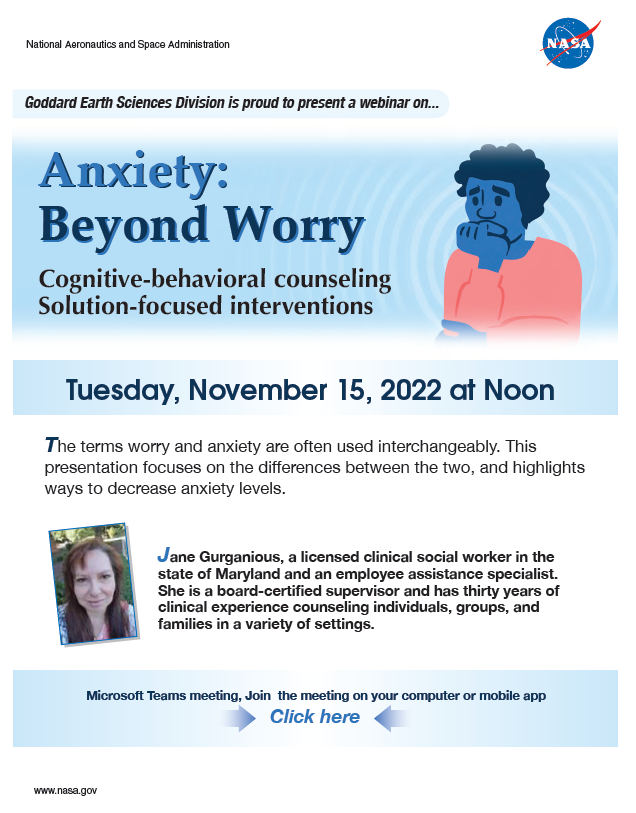 National Aeronautics and Space Administration
NASA
Goddard Earth Sciences Division is proud to present a webinar on...
Anxiety:
Beyond Worry
Cognitive-behavioral counseling
Solution-focused interventions
Tuesday, November 15, 2022 at Noon
The terms worry and anxiety are often used interchangeably. This
presentation focuses on the differences between the two, and highlights
ways to decrease anxiety levels.
Jane Gurganious, a licensed clinical social worker in the
state of Maryland and an employee assistance specialist.
She is a board-certified supervisor and has thirty years of
clinical experience counseling individuals, groups, and
families in a variety of settings.
Microsoft Teams meeting, Join  the meeting on your computer or mobile app
Click here
www.nasa.gov